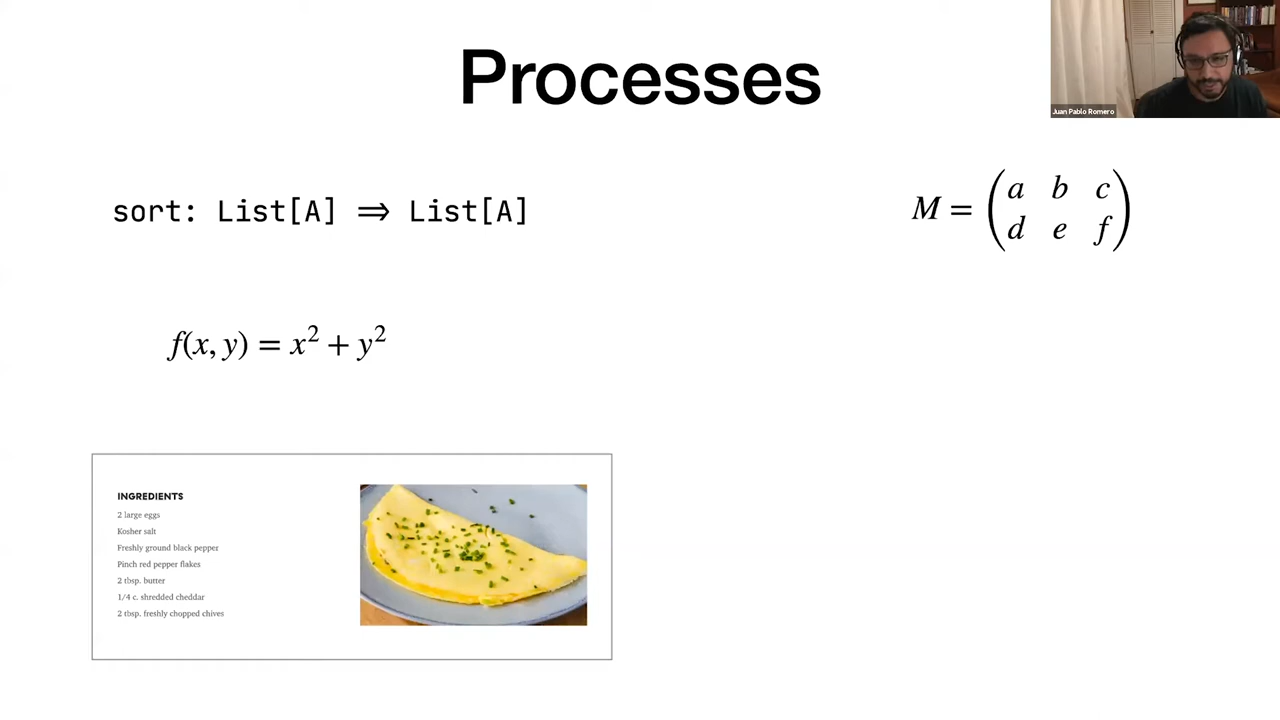 Processes
Juan Pablo Romero
sort: List[A] ⇒ List[A]
M = (a b c
d e f)
f(x, y) = x² + y²
INGREDIENTS
2 large eggs
Kosher salt
Freshly ground black pepper
Pinch red pepper flakes
2 tbsp. butter
1/4 c. shredded cheddar
2 tbsp. freshly chopped chives